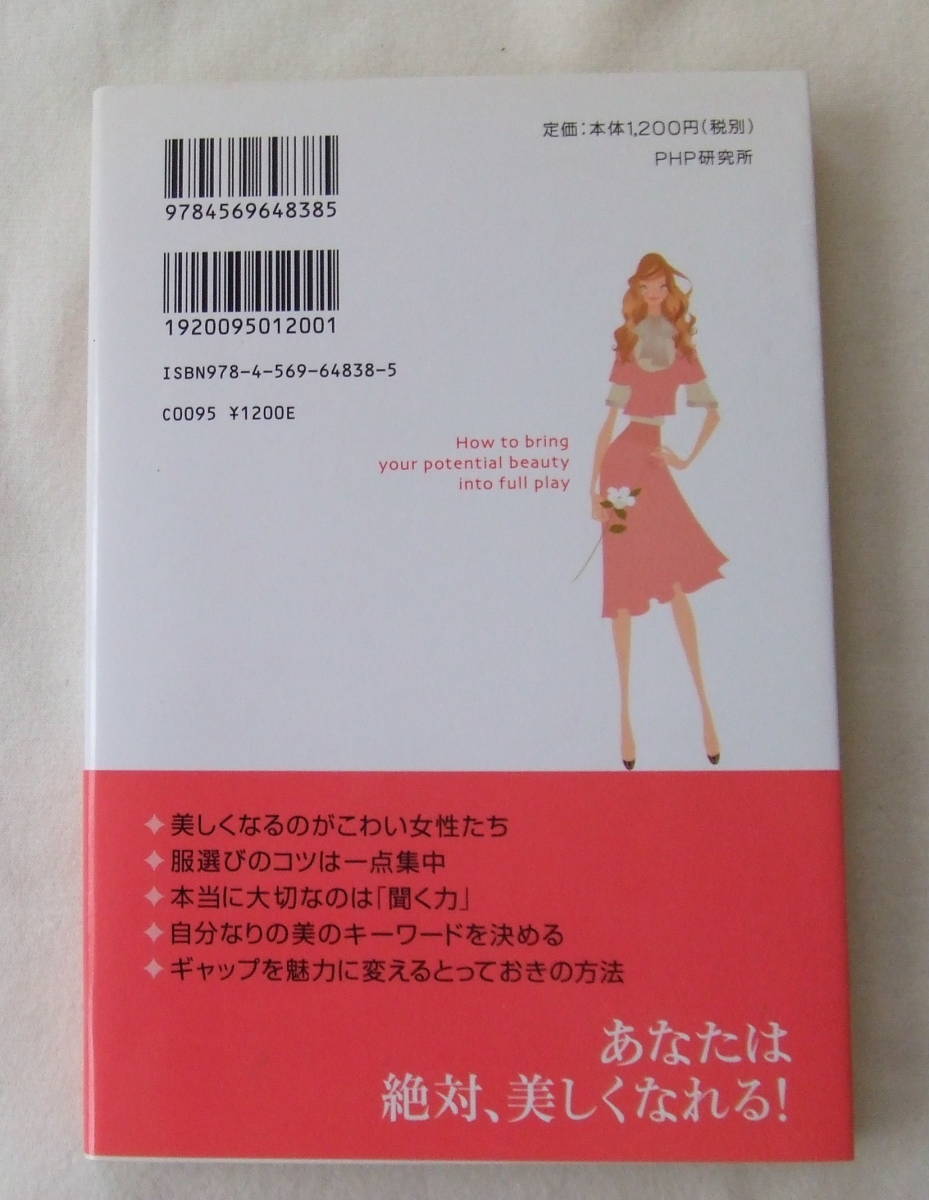 定価:本体1,200円(税別)
PHP研究所
9784569648385
1920095012001
ISBN978-4-569-64838-5
C0095 ¥1200E
How to bring
your potential beauty
into full play
美しくなるのがこわい女性たち
服選びのコツは一点集中
本当に大切なのは「聞く力」
自分なりの美のキーワードを決める
ギャップを魅力に変えるとっておきの方法
あなたは
絶対、美しくなれる!